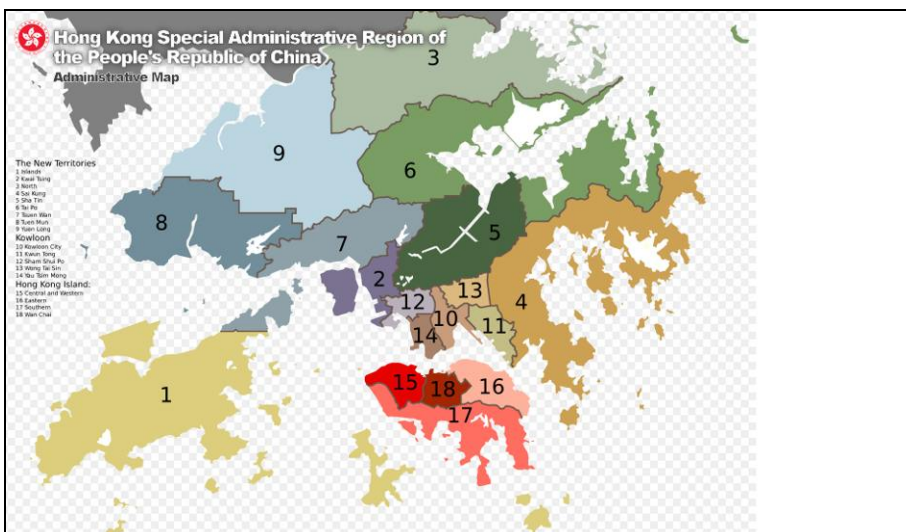 Hong Kong Special Administrative Region of
the People's Republic of China
Administrative Map
The New Territories
1 Islands
2 Kwai Tsing
3 North
4 Sai Kung
5 Sha Tin
6 Tai Po
7 Tsuen Wan
8 Tuen Mun
9 Yuen Long
Kowloon
10 Kowloon City
11 Kwun Tong
12 Sham Shui Po
13 Wong Tai Sin
14 Yau Tsim Mong
Hong Kong Island:
15 Central and Western
16 Eastern
17 Southern
18 Wan Chai
3
9
6
8
7
5
2
13
4
12
10
11
14
1
15
18
16
17